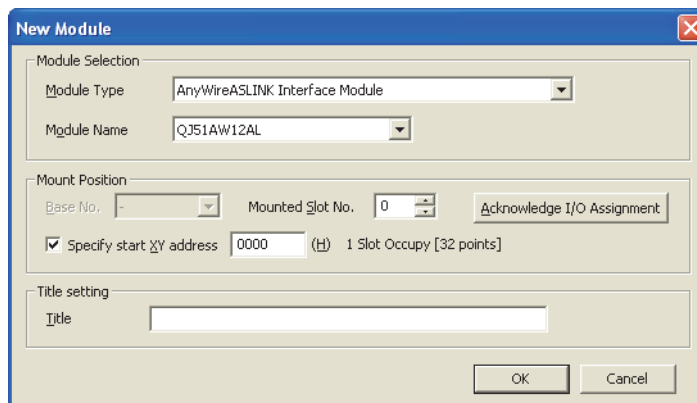 New Module
Module Selection
Module Type AnyWireASLINK Interface Module
Module Name QJ51AW12AL
Mount Position
Base No. - Mounted Slot No. 0 Acknowledge I/O Assignment
Specify start XY address 0000 (H) 1 Slot Occupy [32 points]
Title setting
Title
OK Cancel